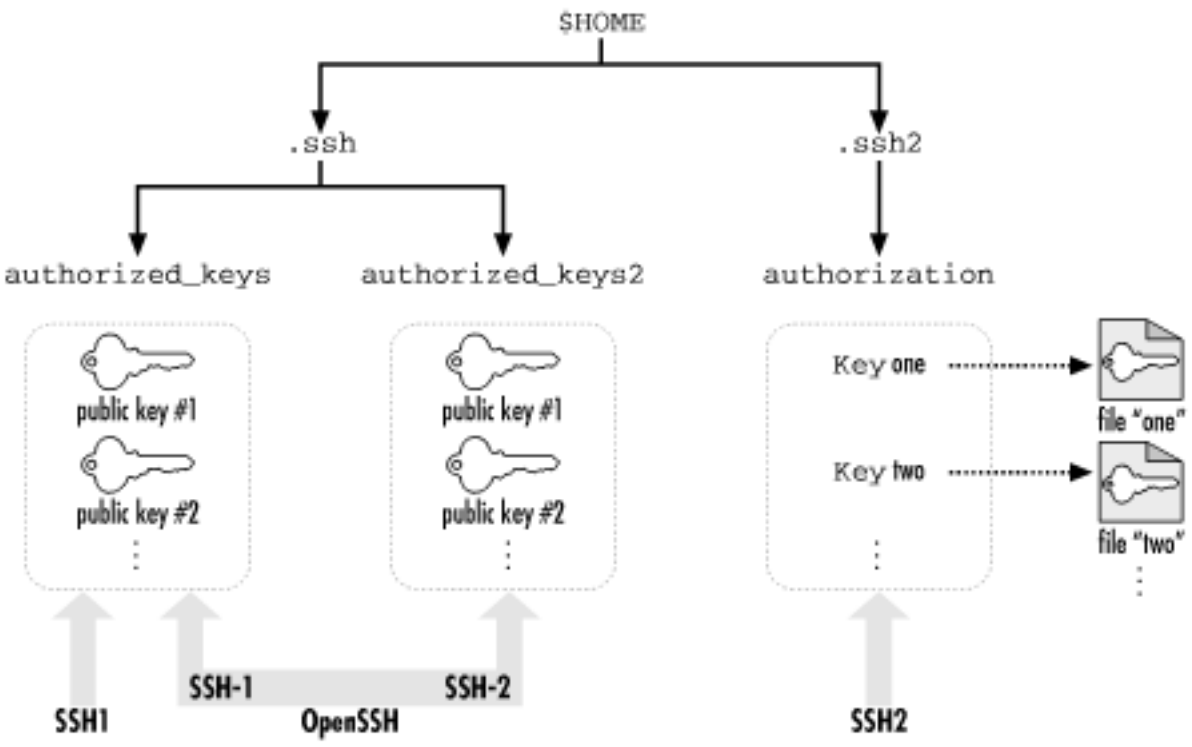 $HOME
.ssh
.ssh2
authorized_keys
authorized_keys2
authorization
public key #1
public key #2
public key #1
public key #2
Key one
Key two
file "one"
file "two"
SSH-1
SSH-2
SSH1
OpenSSH
SSH2